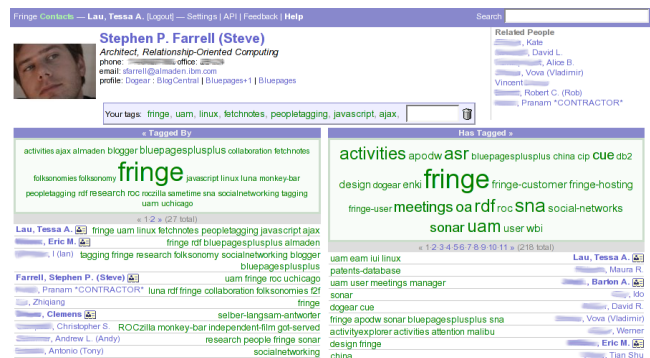 Fringe Contacts — Lau, Tessa A. [Logout] — Settings | API | Feedback | Help
Search
Stephen P. Farrell (Steve)
Architect, Relationship-Oriented Computing
phone: office:
email: sfarrell@almaden.ibm.com
profile: Dogear : BlogCentral | Bluepages+1 | Bluepages
Related People
, Kate
, David L.
, Alice B.
, Vova (Vladimir)
Vincent
, Robert C. (Rob)
, Pranam *CONTRACTOR*
Your tags: fringe, uam, linux, fetchnotes, peopletagging, javascript, ajax,
« Tagged By
activities ajax almaden blogger bluepagesplusplus collaboration fetchnotes
folksonomies folksonomy fringe javascript linux luna monkey-bar
peopletagging rdf research roc roczilla sametime sna socialnetworking tagging
uam uchicago
« 1·2 » (27 total)
Lau, Tessa A. fringe uam linux fetchnotes peopletagging javascript ajax
, Eric M. fringe rdf bluepagesplusplus almaden
, I (Ian) tagging fringe research folksonomy socialnetworking blogger
bluepagesplusplus
Farrell, Stephen P. (Steve) uam fringe roc uchicago
, Pranam *CONTRACTOR* luna rdf fringe collaboration folksonomies f2f
, Zhiqiang fringe
, Clemens selber-langsam-antworter
, Christopher S. ROCzilla monkey-bar independent-film got-served
, Andrew L. (Andy) research people fringe sonar
, Antonio (Tony) socialnetworking
Has Tagged »
activities apodw asr bluepagesplusplus china cip cue db2
design dogear enki fringe fringe-customer fringe-hosting
fringe-user meetings oa rdf roc sna social-networks
sonar uam user wbi
« 1·2·3·4·5·6·7·8·9·10·11 » (218 total)
uam eam iui linux Lau, Tessa A.
patents-database , Maura R.
uam user meetings manager , Barton A.
sonar , Ido
dogear cue , David R.
fringe apodw sonar bluepagesplusplus sna , Vova (Vladimir)
activityexplorer activities attention malibu , Werner
design fringe , Eric M.
china , Tian Shu